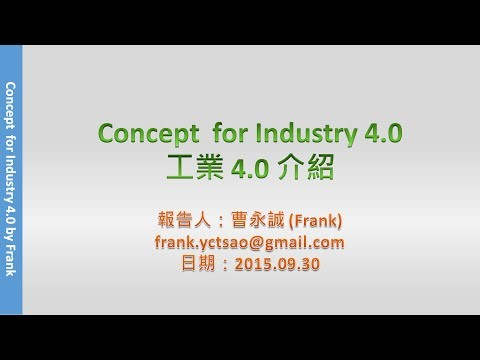 Concept for Industry 4.0
工業 4.0 介紹
報告人：曹永誠 (Frank)
frank.yctsao@gmail.com
日期：2015.09.30
Concept for Industry 4.0 by Frank